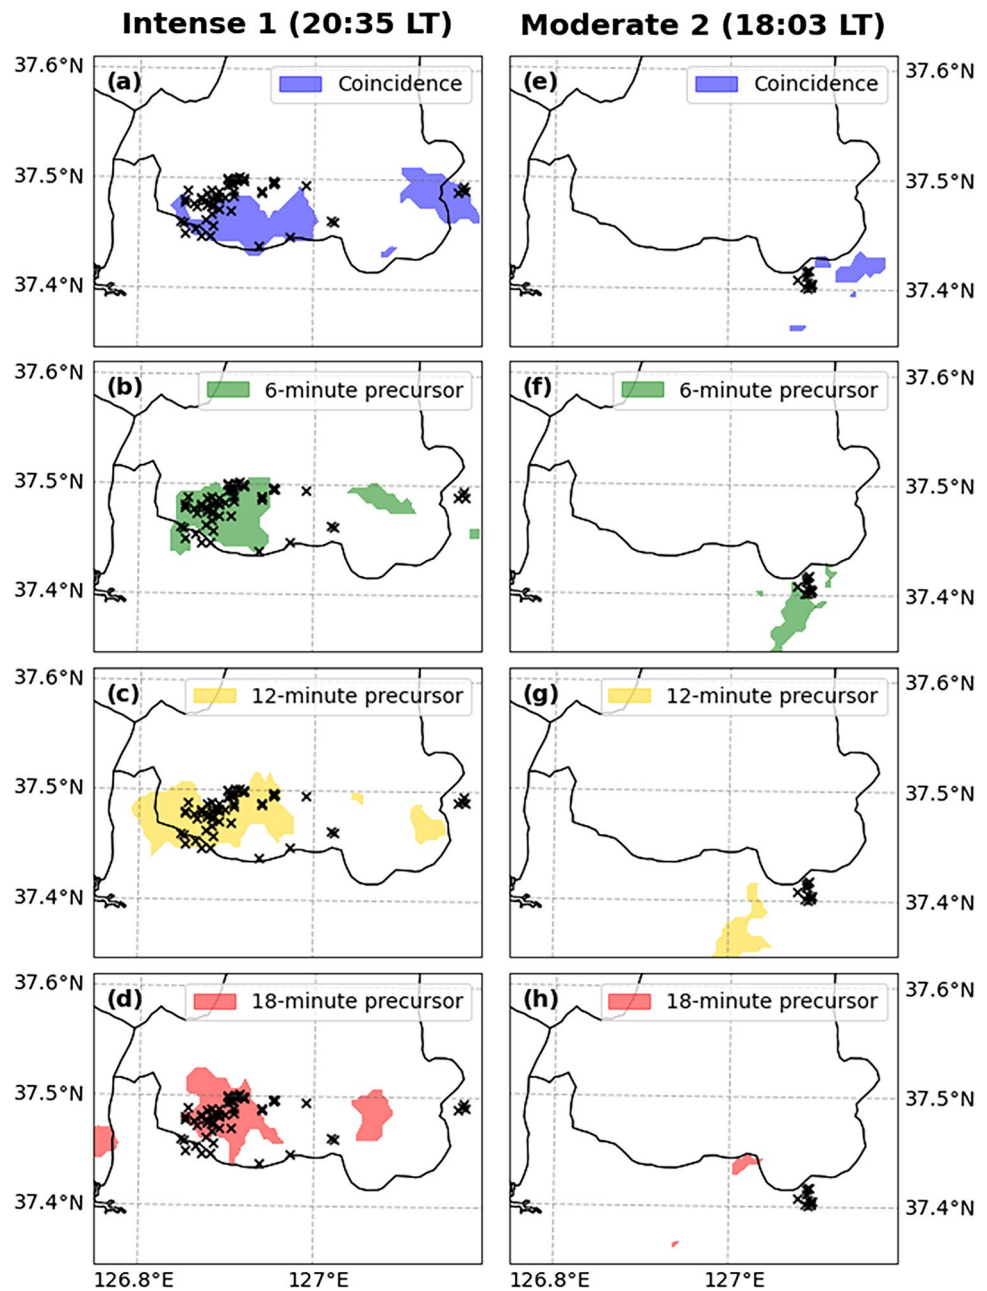 Intense 1 (20:35 LT) Moderate 2 (18:03 LT)
37.6°N (a) Coincidence (e) Coincidence 37.6°N
37.5°N 37.5°N
37.4°N 37.4°N
37.6°N (b) 6-minute precursor (f) 6-minute precursor 37.6°N
37.5°N 37.5°N
37.4°N 37.4°N
37.6°N (c) 12-minute precursor (g) 12-minute precursor 37.6°N
37.5°N 37.5°N
37.4°N 37.4°N
37.6°N (d) 18-minute precursor (h) 18-minute precursor 37.6°N
37.5°N 37.5°N
37.4°N 37.4°N
126.8°E 127°E 126.8°E 127°E